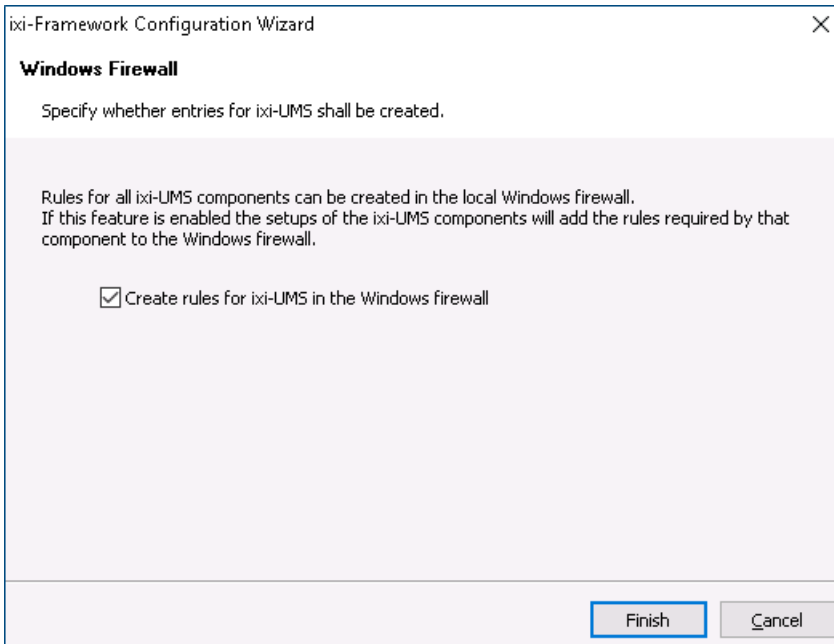 ixi-Framework Configuration Wizard
Windows Firewall
Specify whether entries for ixi-UMS shall be created.
Rules for all ixi-UMS components can be created in the local Windows firewall.
If this feature is enabled the setups of the ixi-UMS components will add the rules required by that
component to the Windows firewall.
Create rules for ixi-UMS in the Windows firewall
Finish Cancel